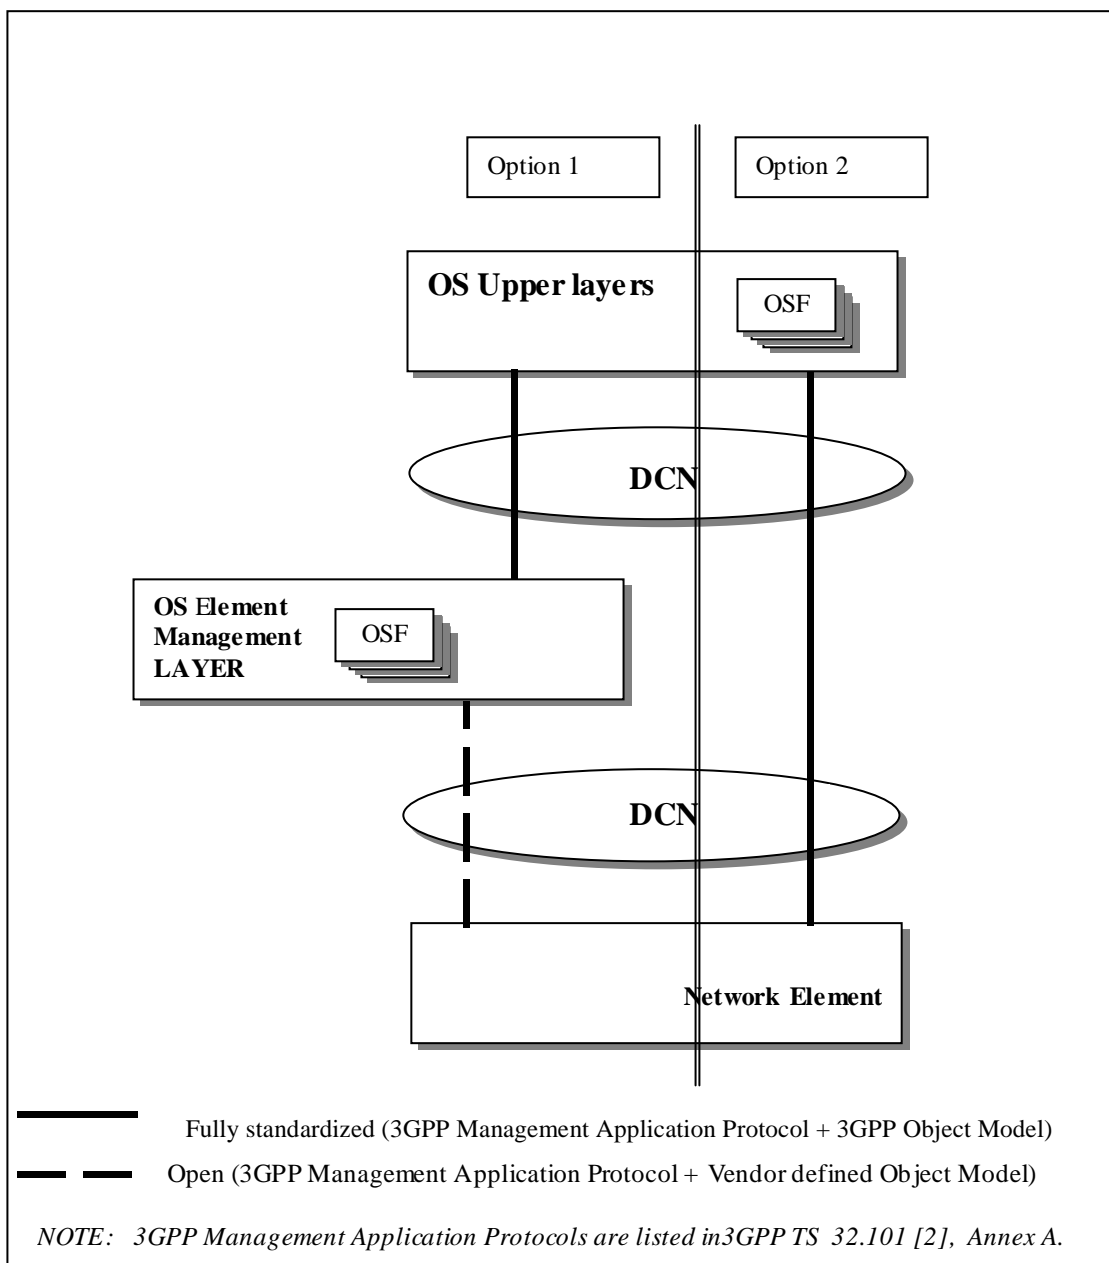 Option 1
Option 2
OS Upper layers
OSF
DCN
OS Element
Management
LAYER
OSF
DCN
Network Element
Fully standardized (3GPP Management Application Protocol + 3GPP Object Model)
Open (3GPP Management Application Protocol + Vendor defined Object Model)
NOTE: 3GPP Management Application Protocols are listed in3GPP TS 32.101 [2], Annex A.